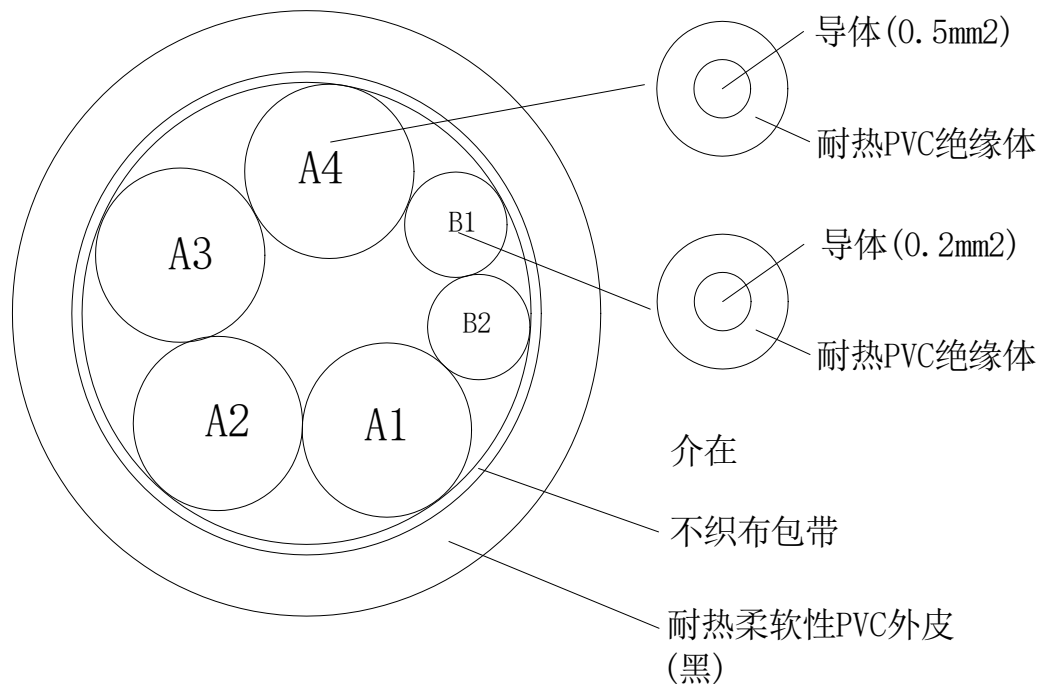 导体(0.5mm2)
耐热PVC绝缘体
A4
B1
A3
导体(0.2mm2)
B2
耐热PVC绝缘体
A2
A1
介在
不织布包带
耐热柔软性PVC外皮
(黑)